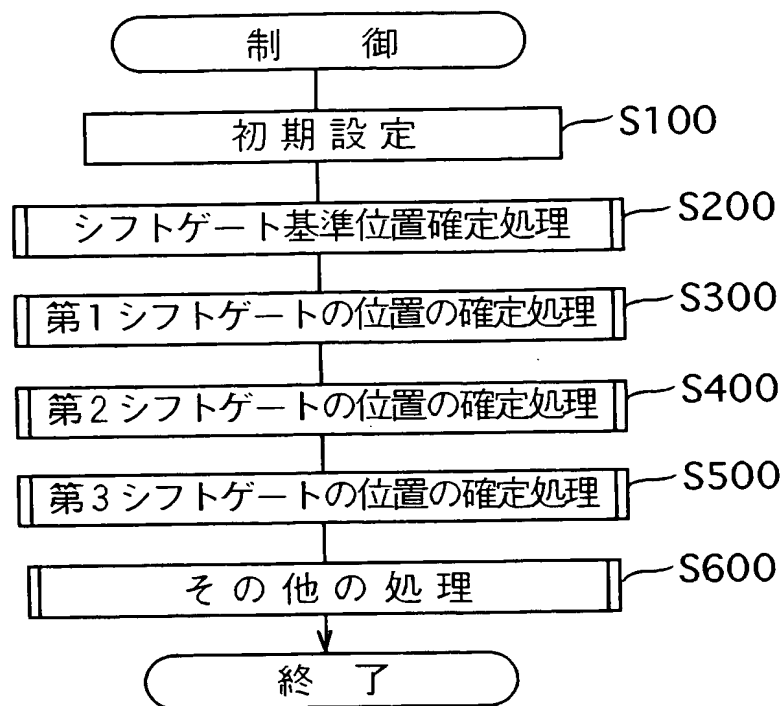 制御
初期設定 S100
シフトゲート基準位置確定処理 S200
第1シフトゲートの位置の確定処理 S300
第2シフトゲートの位置の確定処理 S400
第3シフトゲートの位置の確定処理 S500
その他の処理 S600
終了